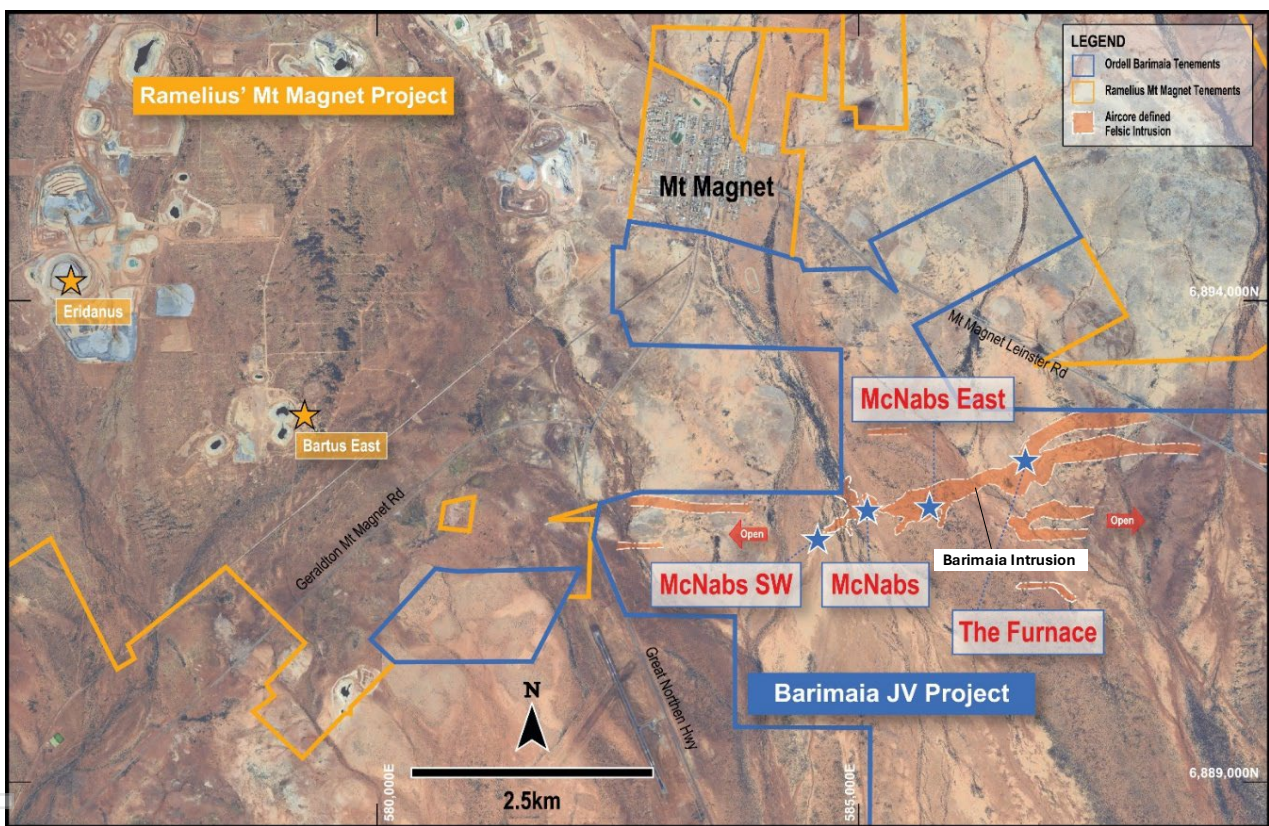 LEGEND
Ordell Barimaia Tenements
Ramelius Mt Magnet Tenements
Aircore defined
Felsic Intrusion
Ramelius' Mt Magnet Project
Mt Magnet
Eridanus
6,894,000N
Mt Magnet Leinster Rd
McNabs East
Bartus East
Geraldton Mt Magnet Rd
Open
Open
Barimaia Intrusion
McNabs SW
McNabs
The Furnace
Great Northen Hwy
Barimaia JV Project
N
2.5km
580,000E
585,000E
6,889,000N